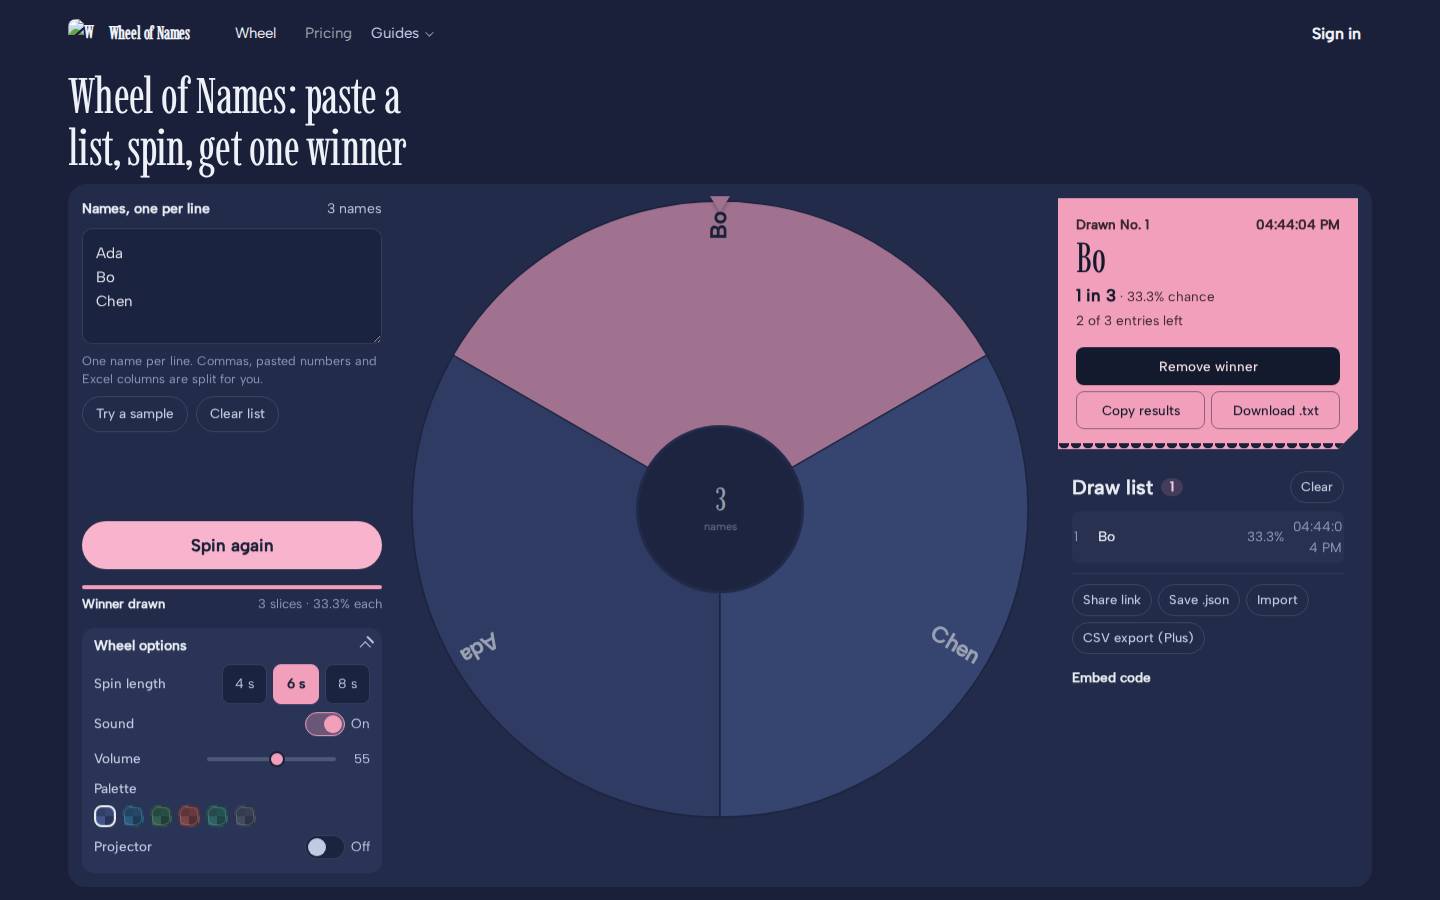 Wheel of Names
Wheel
Pricing
Guides
Sign in
Wheel of Names: paste a
list, spin, get one winner
Names, one per line
3 names
Ada
Bo
Chen
One name per line. Commas, pasted numbers and
Excel columns are split for you.
Try a sample
Clear list
Spin again
Winner drawn
3 slices · 33.3% each
Wheel options
Spin length
4 s
6 s
8 s
Sound
On
Volume
55
Palette
Projector
Off
Bo
3
names
Ada
Chen
Drawn No. 1
04:44:04 PM
Bo
1 in 3 · 33.3% chance
2 of 3 entries left
Remove winner
Copy results
Download .txt
Draw list
1
Clear
1
Bo
33.3%
04:44:0
4 PM
Share link
Save .json
Import
CSV export (Plus)
Embed code